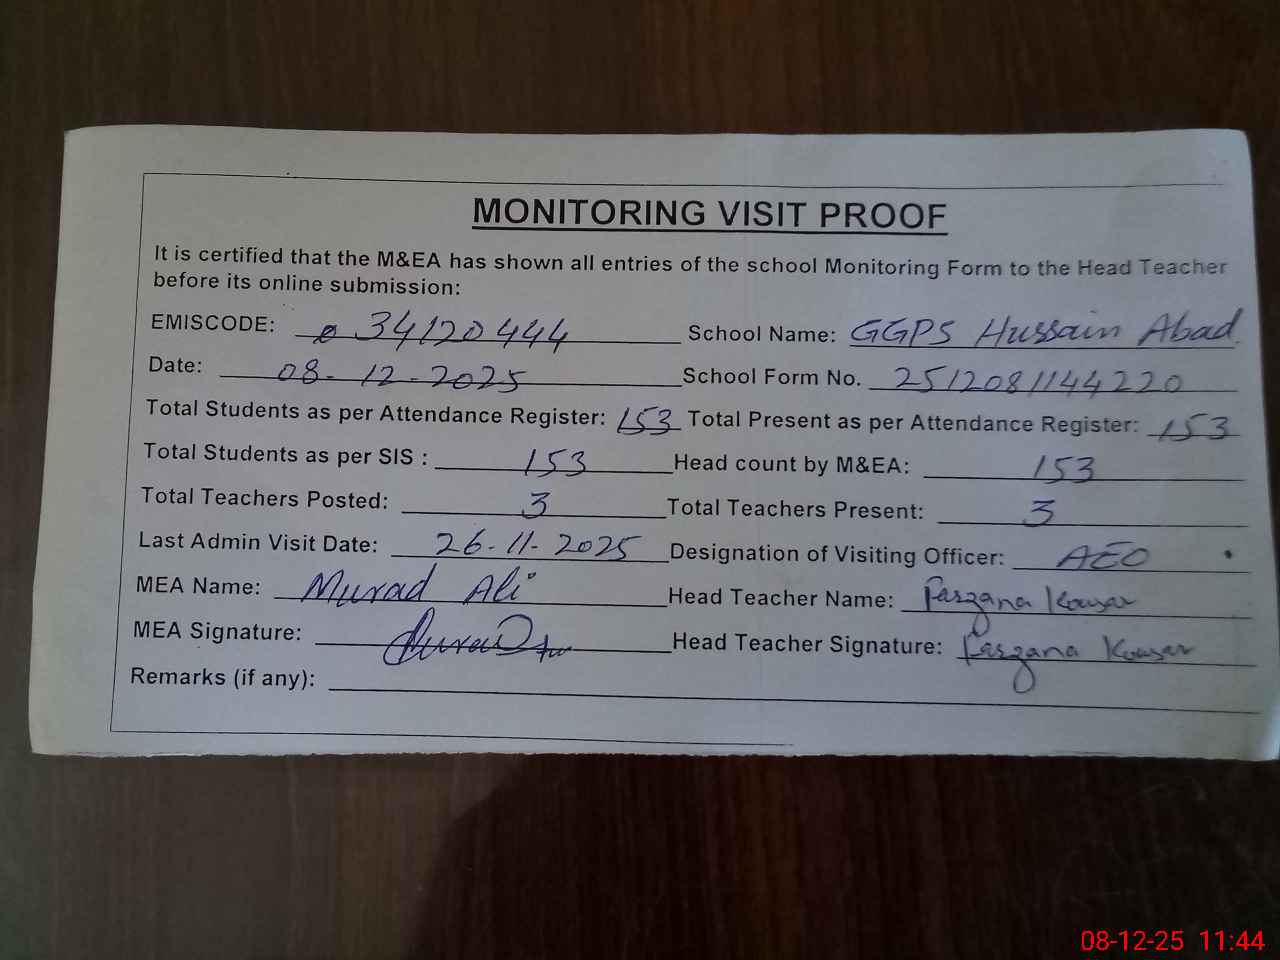 MONITORING VISIT PROOF
It is certified that the M&EA has shown all entries of the school Monitoring Form to the Head Teacher
before its online submission:
EMISCODE: 34120444 School Name: GGPS Hussain Abad
Date: 08-12-2025 School Form No. 2512081144220
Total Students as per Attendance Register: 153 Total Present as per Attendance Register: 153
Total Students as per SIS : 153 Head count by M&EA: 153
Total Teachers Posted: 3 Total Teachers Present: 3
Last Admin Visit Date: 26-11-2025 Designation of Visiting Officer: AEO
MEA Name: Murad Ali Head Teacher Name: Farzana Kousar
MEA Signature: Head Teacher Signature: Farzana Kousar
Remarks (if any):
08-12-25 11:44